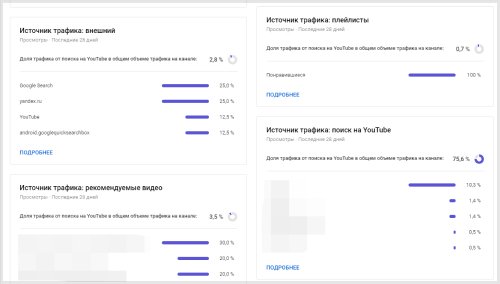 Источник трафика: внешний
Просмотры · Последние 28 дней
Доля трафика от поиска на YouTube в общем объеме трафика на канале: 2,8 %
Google Search 25,0 %
yandex.ru 25,0 %
YouTube 12,5 %
android.googlequicksearchbox 12,5 %
ПОДРОБНЕЕ
Источник трафика: рекомендуемые видео
Просмотры · Последние 28 дней
Доля трафика от поиска на YouTube в общем объеме трафика на канале: 3,5 %
30,0 %
20,0 %
20,0 %
Источник трафика: плейлисты
Просмотры · Последние 28 дней
Доля трафика от поиска на YouTube в общем объеме трафика на канале: 0,7 %
Понравившиеся 100 %
ПОДРОБНЕЕ
Источник трафика: поиск на YouTube
Просмотры · Последние 28 дней
Доля трафика от поиска на YouTube в общем объеме трафика на канале: 75,6 %
10,3 %
1,4 %
1,4 %
0,5 %
0,5 %
ПОДРОБНЕЕ